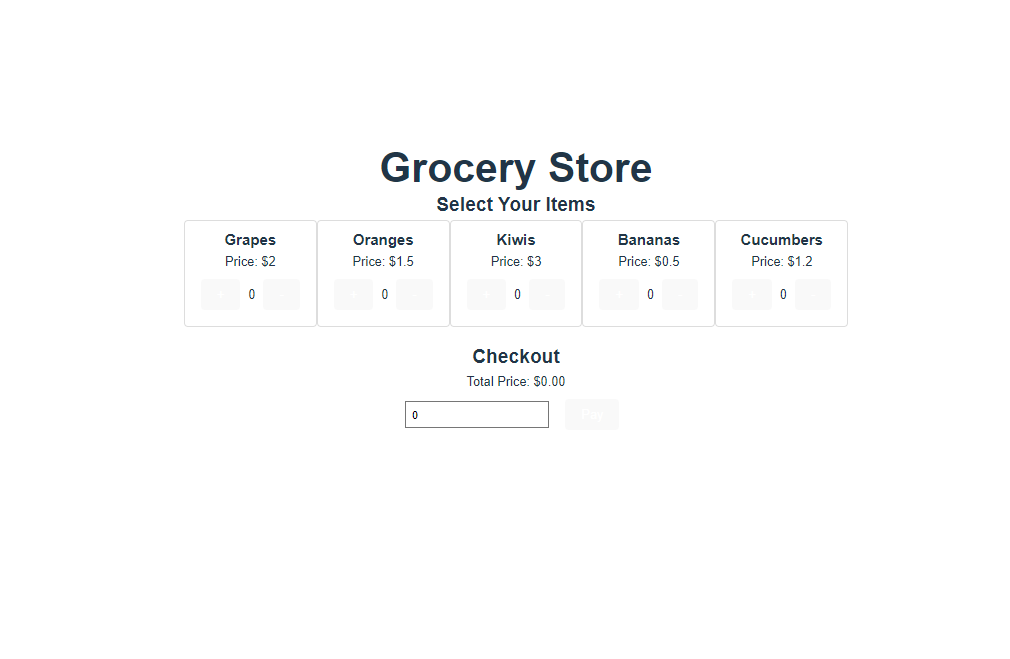 Grocery Store
Select Your Items
Grapes
Price: $2
+ 0 -
Oranges
Price: $1.5
+ 0 -
Kiwis
Price: $3
+ 0 -
Bananas
Price: $0.5
+ 0 -
Cucumbers
Price: $1.2
+ 0 -
Checkout
Total Price: $0.00
0 Pay